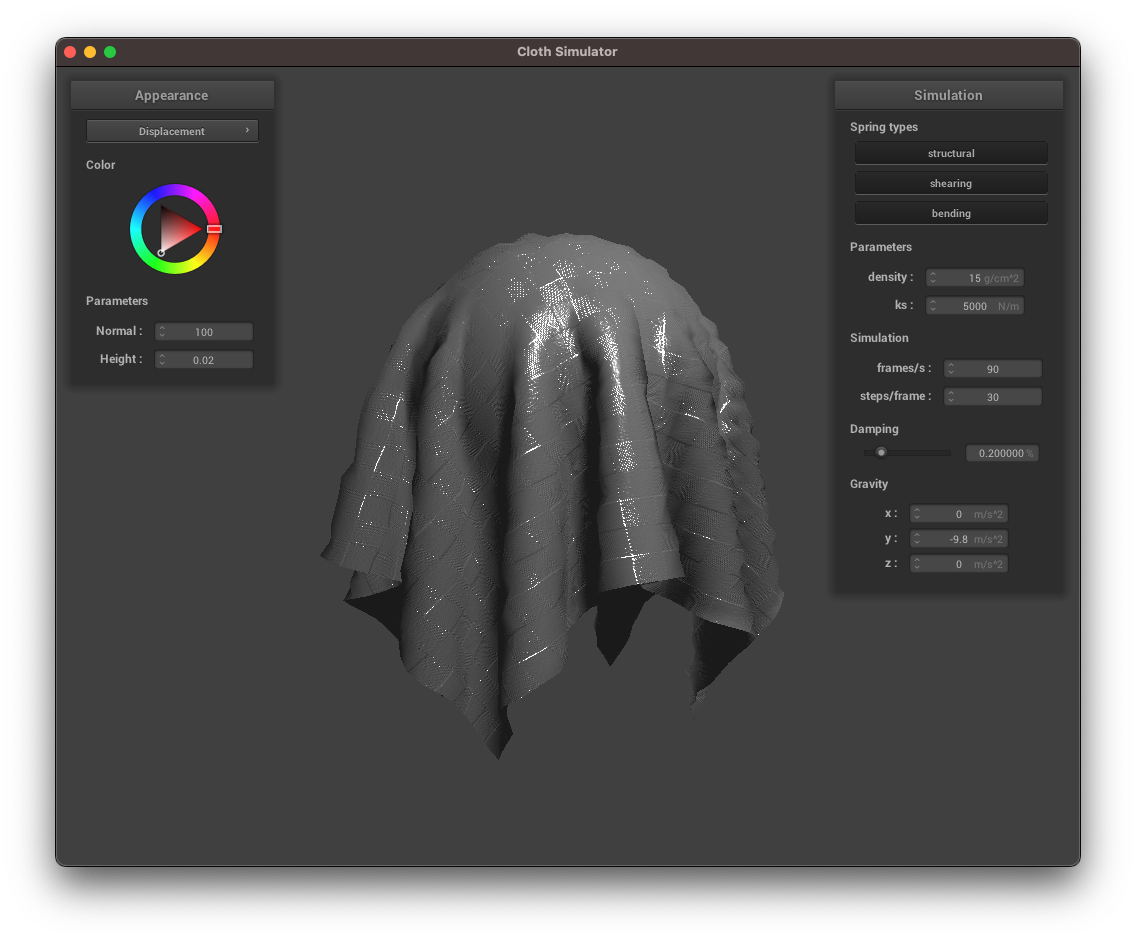 Cloth Simulator
Appearance
Displacement
Color
Parameters
Normal : 100
Height : 0.02
Simulation
Spring types
structural
shearing
bending
Parameters
density : 15 g/cm^2
ks : 5000 N/m
Simulation
frames/s : 90
steps/frame : 30
Damping
0.200000 %
Gravity
x : 0 m/s^2
y : -9.8 m/s^2
z : 0 m/s^2